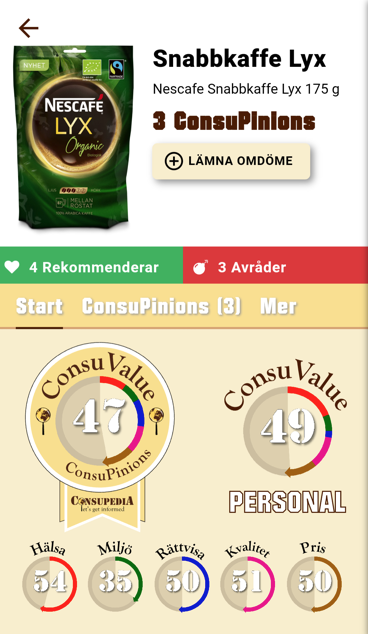 Snabbkaffe Lyx
Nescafe Snabbkaffe Lyx 175 g
3 ConsuPinions
LÄMNA OMDÖME
NYHET
FAIRTRADE
NESCAFÉ
LYX
Organic
MELLAN
ROSTAT
4 Rekommenderar
3 Avråder
Start ConsuPinions (3) Mer
ConsuValue
47
ConsuPinions
CONSUPEDIA
Let's get informed
ConsuValue
49
PERSONAL
Hälsa Miljö Rättvisa Kvalitet Pris
54 35 50 51 50